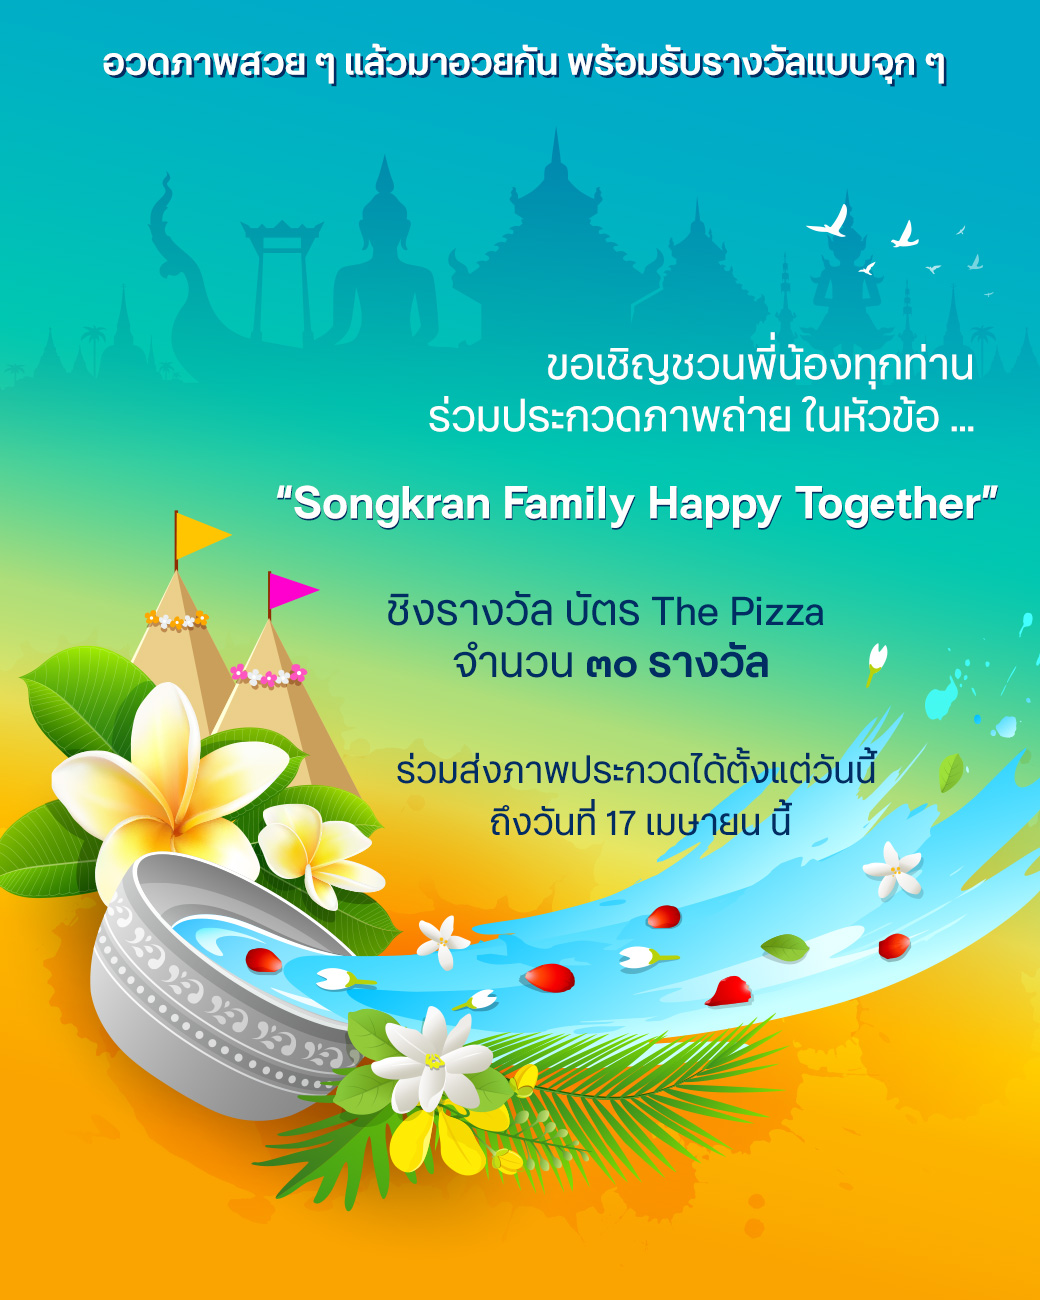 อวดภาพสวย ๆ แล้วมาอวยกัน พร้อมรับรางวัลแบบจุก ๆ
ขอเชิญชวนพี่น้องทุกท่าน
ร่วมประกวดภาพถ่าย ในหัวข้อ ...
“Songkran Family Happy Together”
ชิงรางวัล บัตร The Pizza
จำนวน ๓๐ รางวัล
ร่วมส่งภาพประกวดได้ตั้งแต่วันนี้
ถึงวันที่ 17 เมษายน นี้